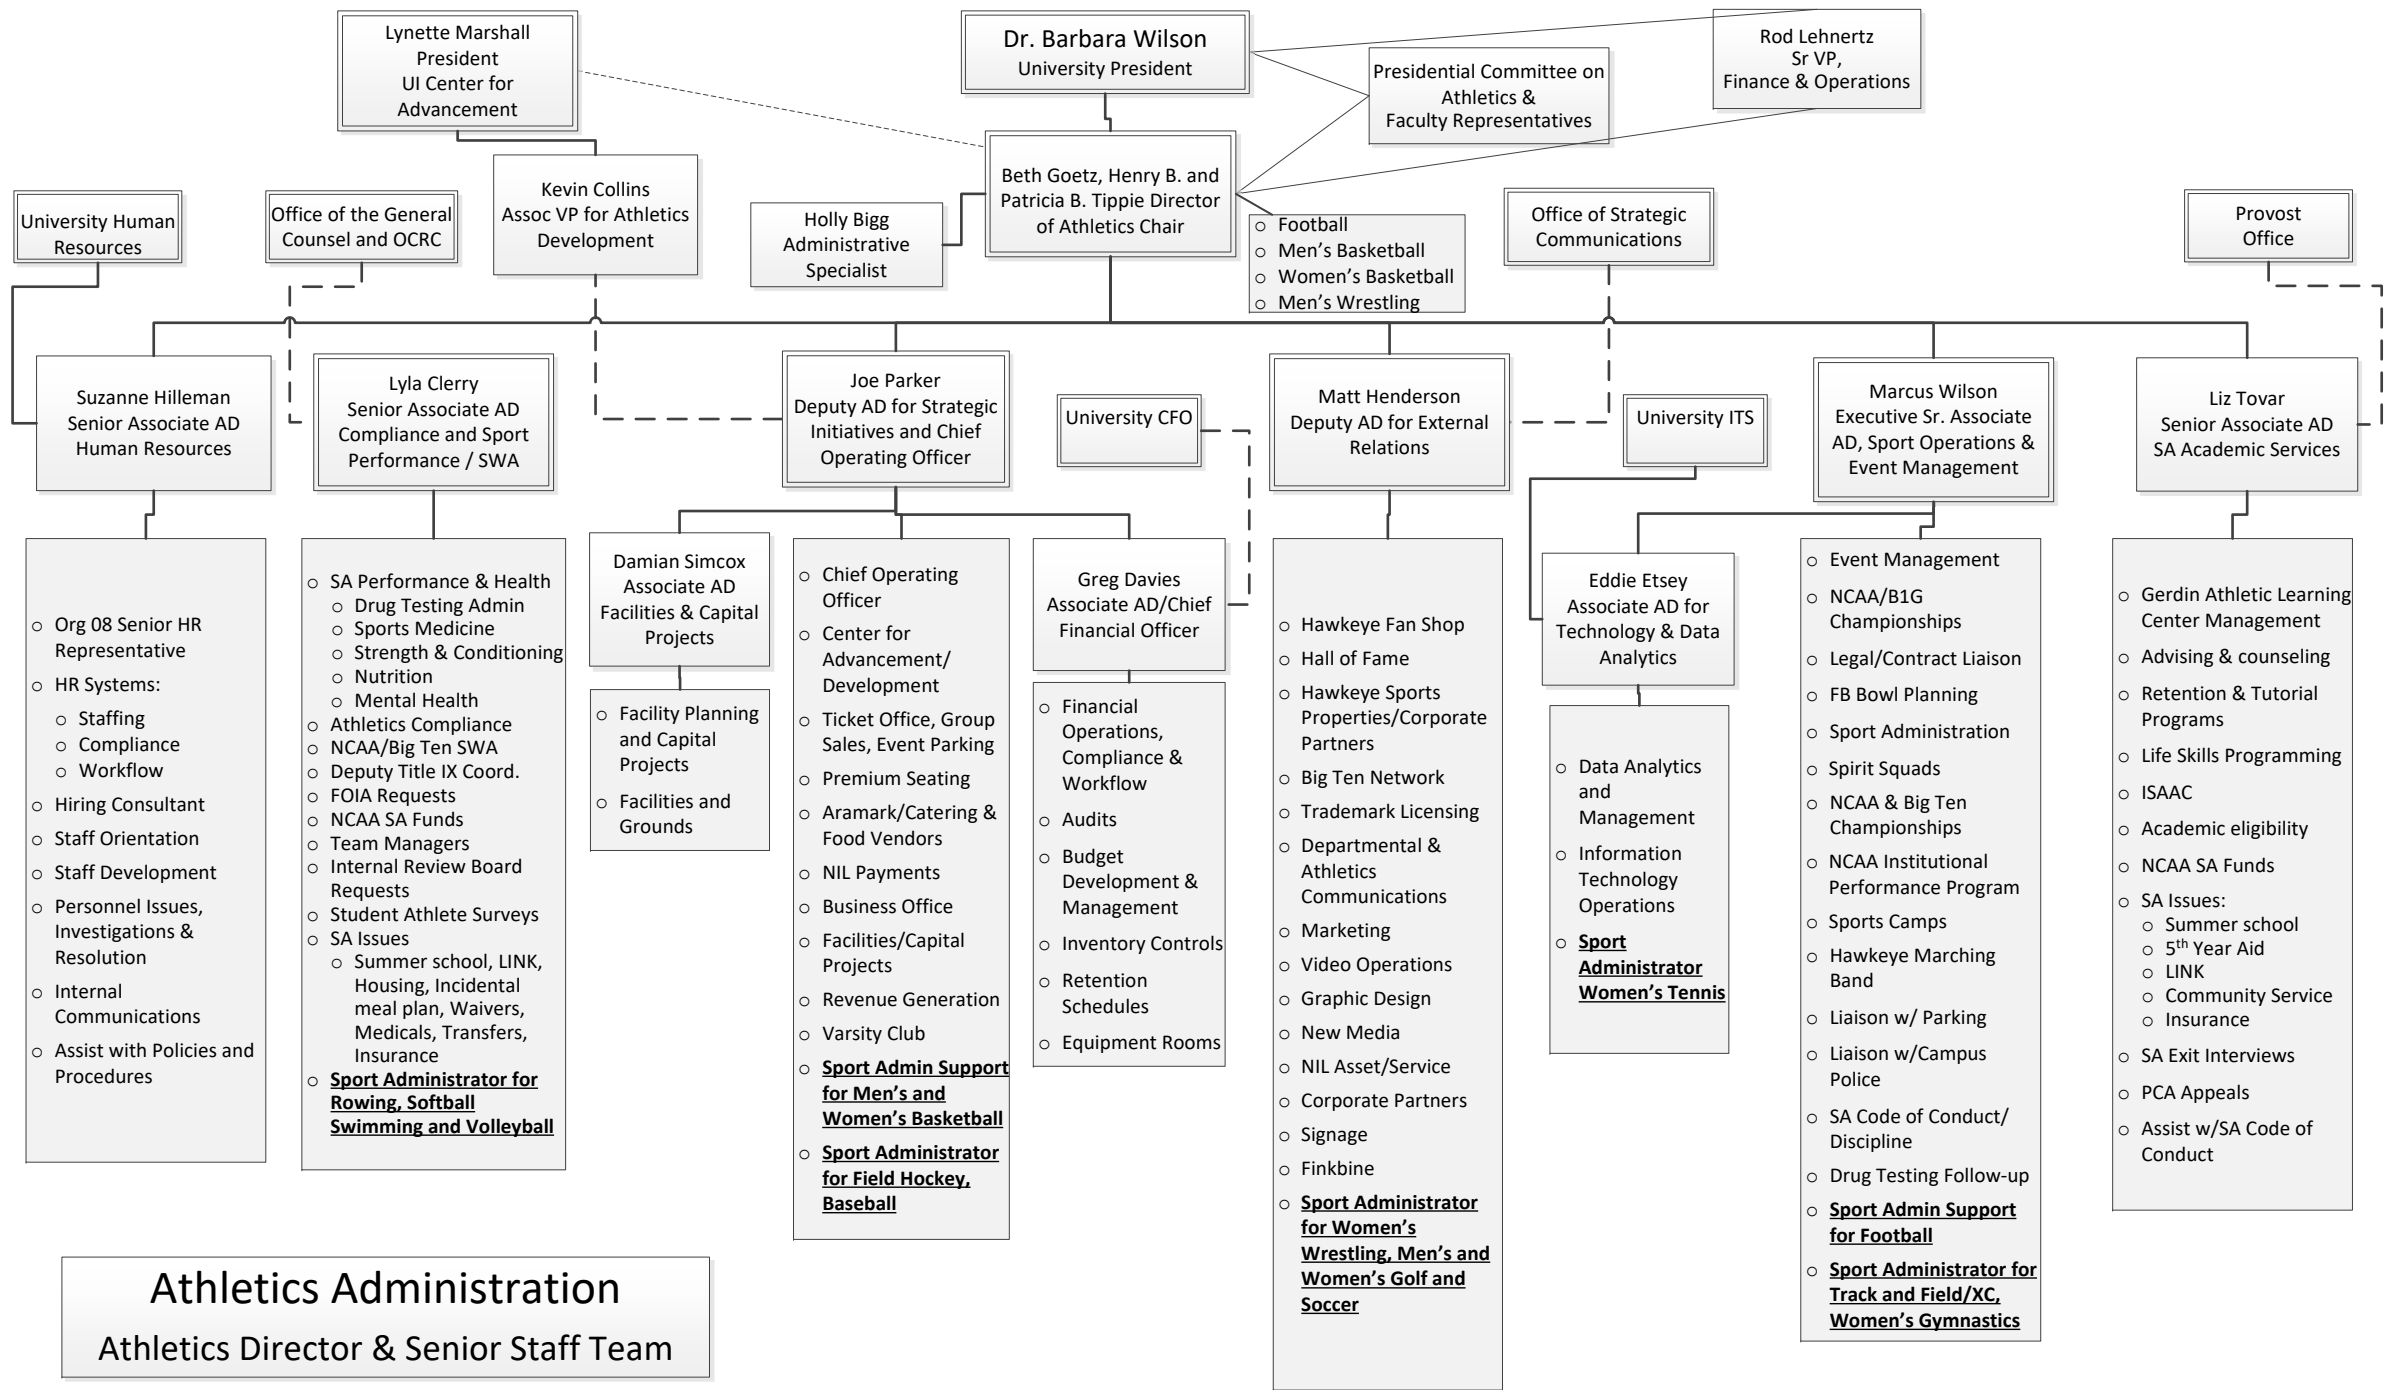 Lynette Marshall
President
UI Center for
Advancement
Dr. Barbara Wilson
University President
Presidential Committee on
Athletics &
Faculty Representatives
Rod Lehnertz
Sr VP,
Finance & Operations
Kevin Collins
Assoc VP for Athletics
Development
Holly Bigg
Administrative
Specialist
Beth Goetz, Henry B. and
Patricia B. Tippie Director
of Athletics Chair
○ Football
○ Men's Basketball
○ Women's Basketball
○ Men's Wrestling
University Human
Resources
Office of the General
Counsel and OCRC
Office of Strategic
Communications
Provost
Office
Suzanne Hilleman
Senior Associate AD
Human Resources
Lyla Clerry
Senior Associate AD
Compliance and Sport
Performance / SWA
Joe Parker
Deputy AD for Strategic
Initiatives and Chief
Operating Officer
University CFO
Matt Henderson
Deputy AD for External
Relations
University ITS
Marcus Wilson
Executive Sr. Associate
AD, Sport Operations &
Event Management
Liz Tovar
Senior Associate AD
SA Academic Services
○ Org 08 Senior HR
Representative
○ HR Systems:
○ Staffing
○ Compliance
○ Workflow
○ Hiring Consultant
○ Staff Orientation
○ Staff Development
○ Personnel Issues,
Investigations &
Resolution
○ Internal
Communications
○ Assist with Policies and
Procedures
○ SA Performance & Health
○ Drug Testing Admin
○ Sports Medicine
○ Strength & Conditioning
○ Nutrition
○ Mental Health
○ Athletics Compliance
○ NCAA/Big Ten SWA
○ Deputy Title IX Coord.
○ FOIA Requests
○ NCAA SA Funds
○ Team Managers
○ Internal Review Board
Requests
○ Student Athlete Surveys
○ SA Issues
○ Summer school, LINK,
Housing, Incidental
meal plan, Waivers,
Medicals, Transfers,
Insurance
○ Sport Administrator for
Rowing, Softball
Swimming and Volleyball
Damian Simcox
Associate AD
Facilities & Capital
Projects
○ Facility Planning
and Capital
Projects
○ Facilities and
Grounds
○ Chief Operating
Officer
○ Center for
Advancement/
Development
○ Ticket Office, Group
Sales, Event Parking
○ Premium Seating
○ Aramark/Catering &
Food Vendors
○ NIL Payments
○ Business Office
○ Facilities/Capital
Projects
○ Revenue Generation
○ Varsity Club
○ Sport Admin Support
for Men's and
Women's Basketball
○ Sport Administrator
for Field Hockey,
Baseball
Greg Davies
Associate AD/Chief
Financial Officer
○ Financial
Operations,
Compliance &
Workflow
○ Audits
○ Budget
Development &
Management
○ Inventory Controls
○ Retention
Schedules
○ Equipment Rooms
○ Hawkeye Fan Shop
○ Hall of Fame
○ Hawkeye Sports
Properties/Corporate
Partners
○ Big Ten Network
○ Trademark Licensing
○ Departmental &
Athletics
Communications
○ Marketing
○ Video Operations
○ Graphic Design
○ New Media
○ NIL Asset/Service
○ Corporate Partners
○ Signage
○ Finkbine
○ Sport Administrator
for Women's
Wrestling, Men's and
Women's Golf and
Soccer
Eddie Etsey
Associate AD for
Technology & Data
Analytics
○ Data Analytics
and
Management
○ Information
Technology
Operations
○ Sport
Administrator
Women's Tennis
○ Event Management
○ NCAA/B1G
Championships
○ Legal/Contract Liaison
○ FB Bowl Planning
○ Sport Administration
○ Spirit Squads
○ NCAA & Big Ten
Championships
○ NCAA Institutional
Performance Program
○ Sports Camps
○ Hawkeye Marching
Band
○ Liaison w/ Parking
○ Liaison w/Campus
Police
○ SA Code of Conduct/
Discipline
○ Drug Testing Follow-up
○ Sport Admin Support
for Football
○ Sport Administrator for
Track and Field/XC,
Women's Gymnastics
○ Gerdin Athletic Learning
Center Management
○ Advising & counseling
○ Retention & Tutorial
Programs
○ Life Skills Programming
○ ISAAC
○ Academic eligibility
○ NCAA SA Funds
○ SA Issues:
○ Summer school
○ 5th Year Aid
○ LINK
○ Community Service
○ Insurance
○ SA Exit Interviews
○ PCA Appeals
○ Assist w/SA Code of
Conduct
Athletics Administration
Athletics Director & Senior Staff Team